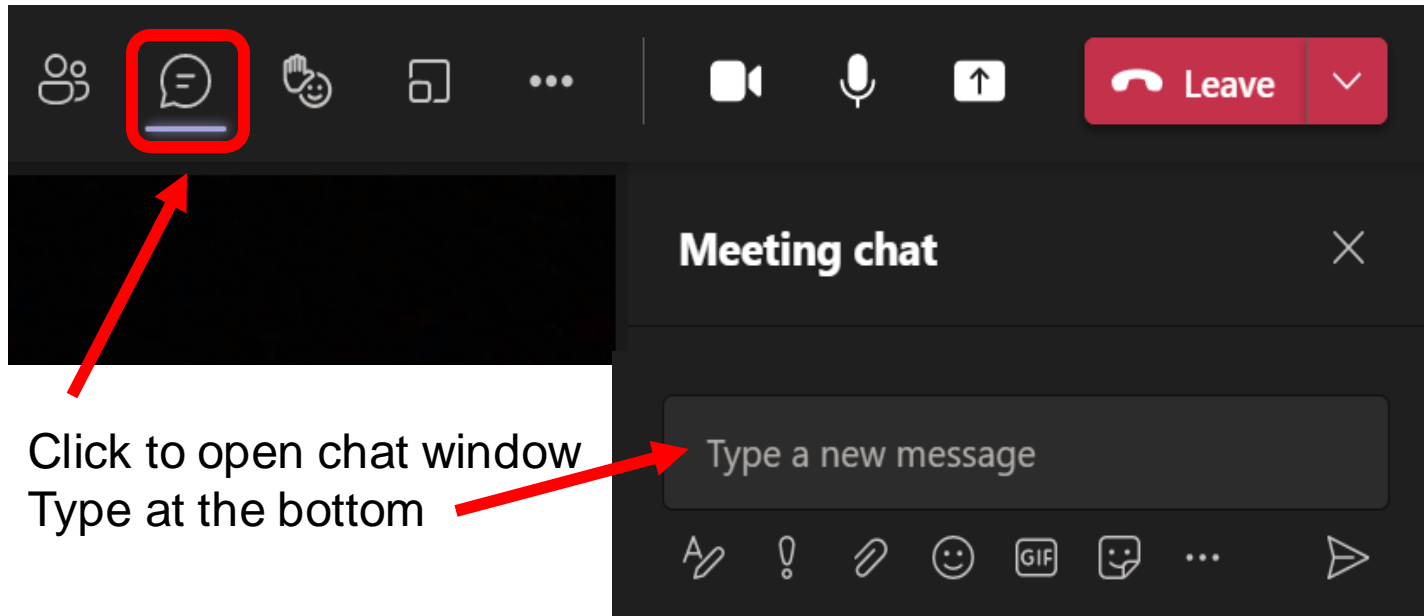 Leave
Meeting chat
Click to open chat window
Type at the bottom
Type a new message
GIF